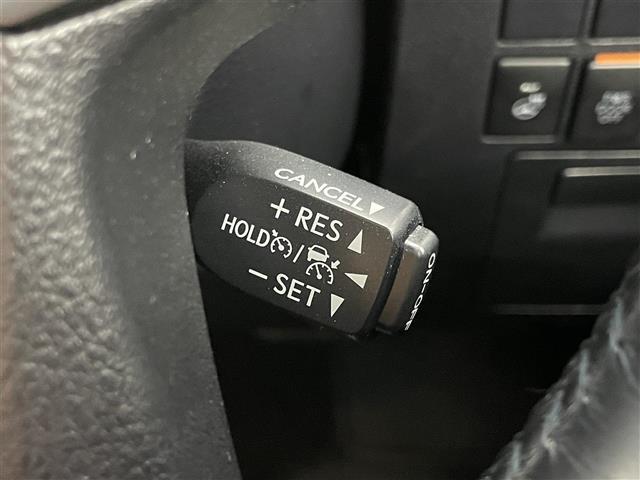 CANCEL▼
+ RES ▲
HOLD / ◀
− SET ▼
ON-OFF